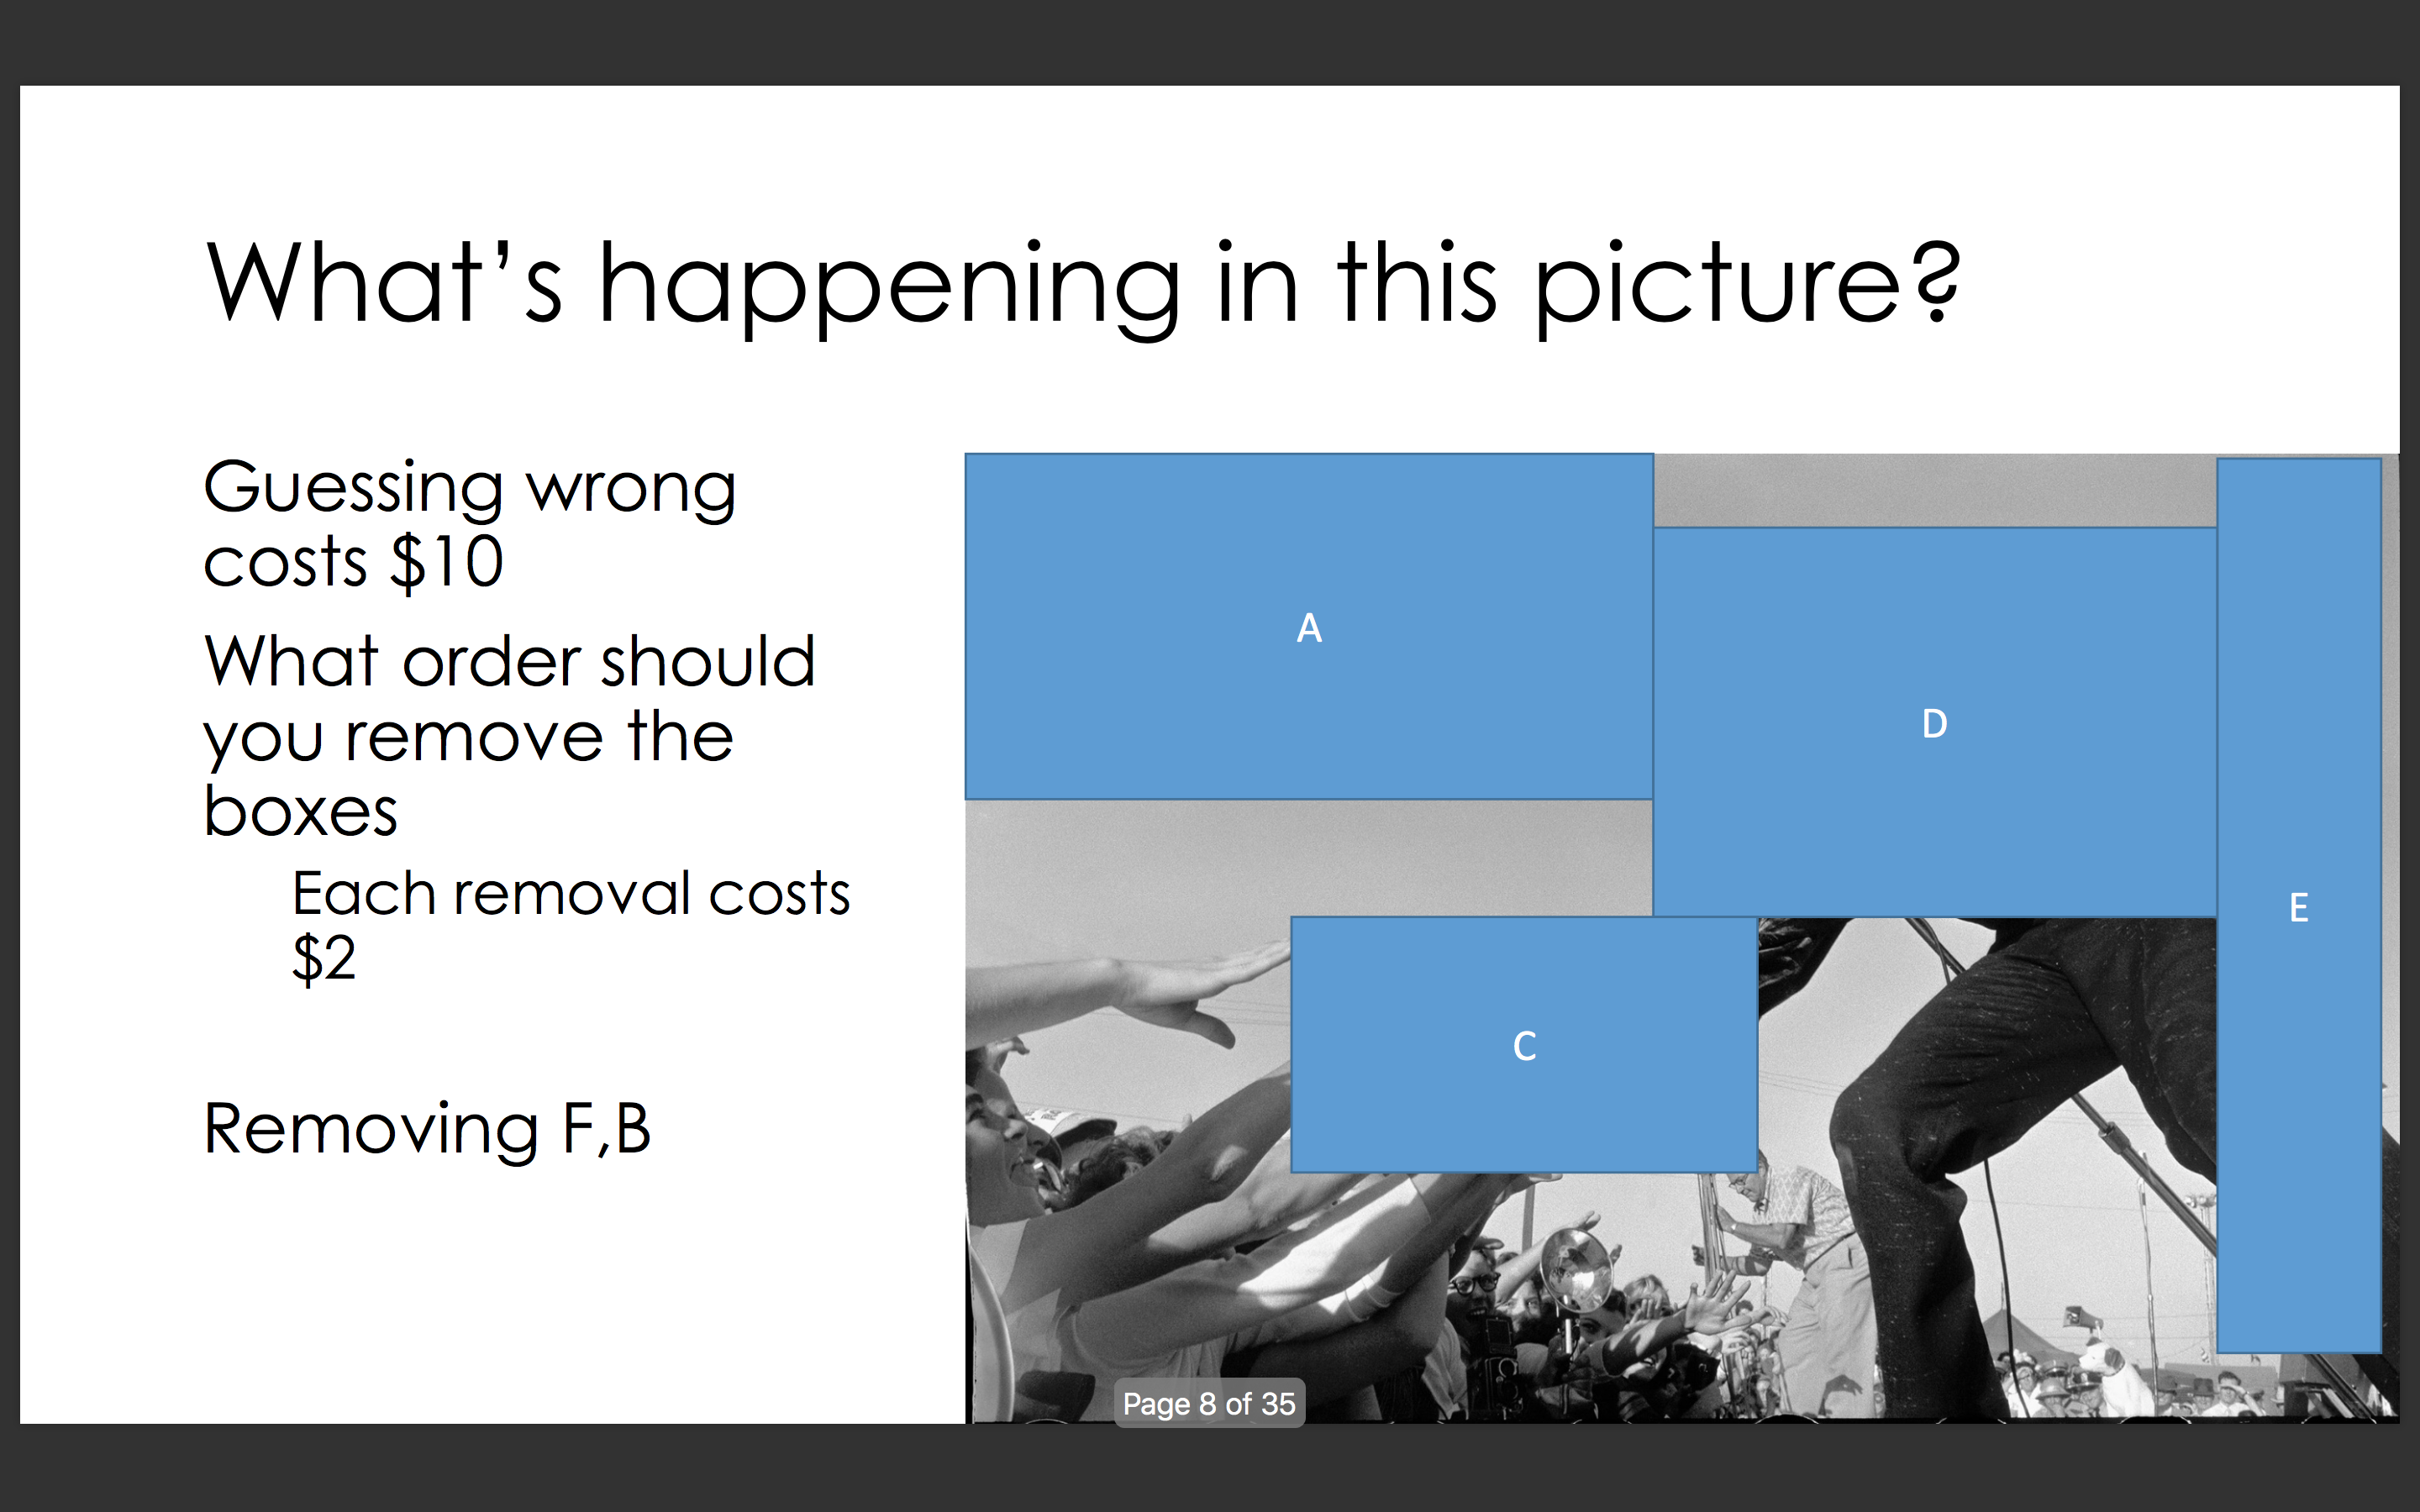 What’s happening in this picture?
Guessing wrong
costs $10
What order should
you remove the
boxes
Each removal costs
$2
Removing F,B
A
D
E
C
Page 8 of 35